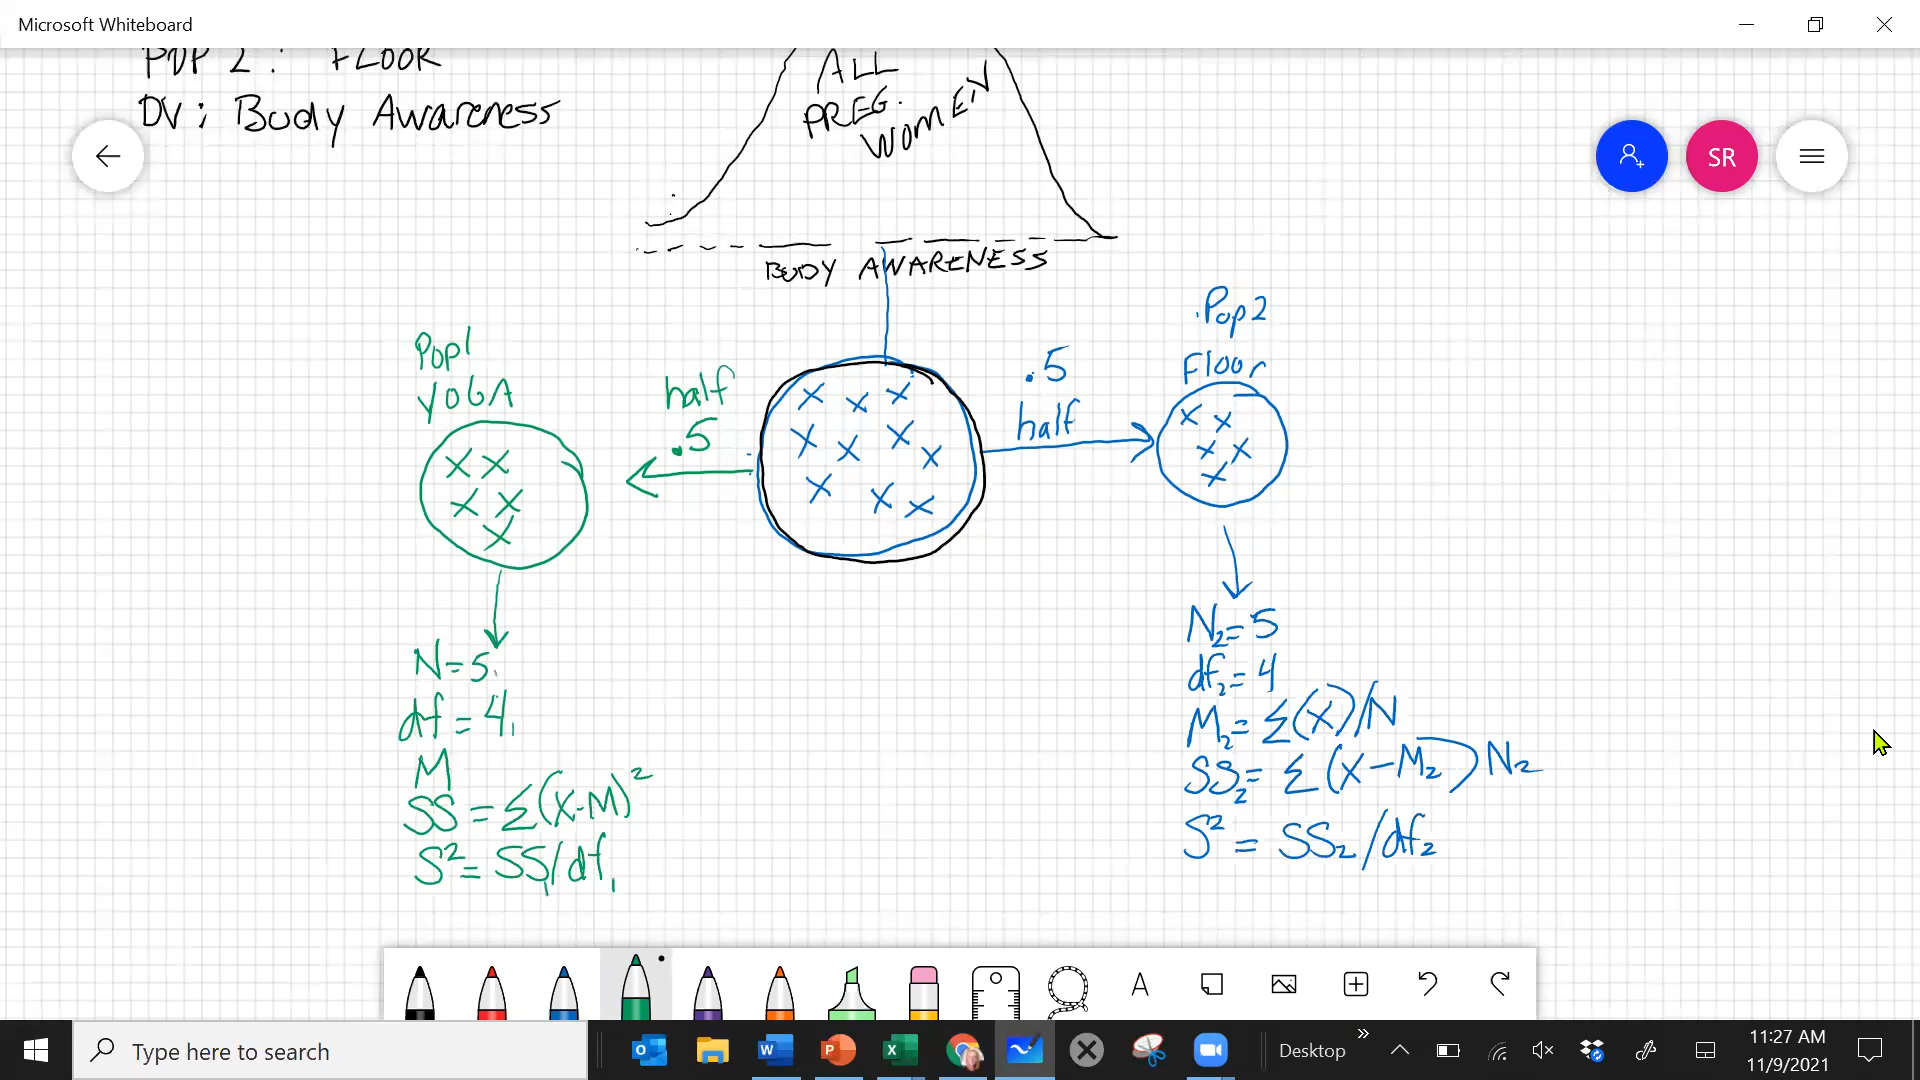 Microsoft Whiteboard
POP 2: FLOOR
DV: Body Awareness
ALL
PREG.
WOMEN
BODY AWARENESS
SR
Pop1
YOGA
half
.5
.5
half
.Pop2
Floor
X X X
X X X X
X X X
X X
X X
X
X X
X X
X
N=5
df=4
M
SS = Σ(X-M)²
S²= SS1/df1
N2=5
df2=4
M2=Σ(X)/N
SS2=Σ(X-M2)N2
S² = SS2/df2
A
Type here to search
Desktop
11:27 AM
11/9/2021